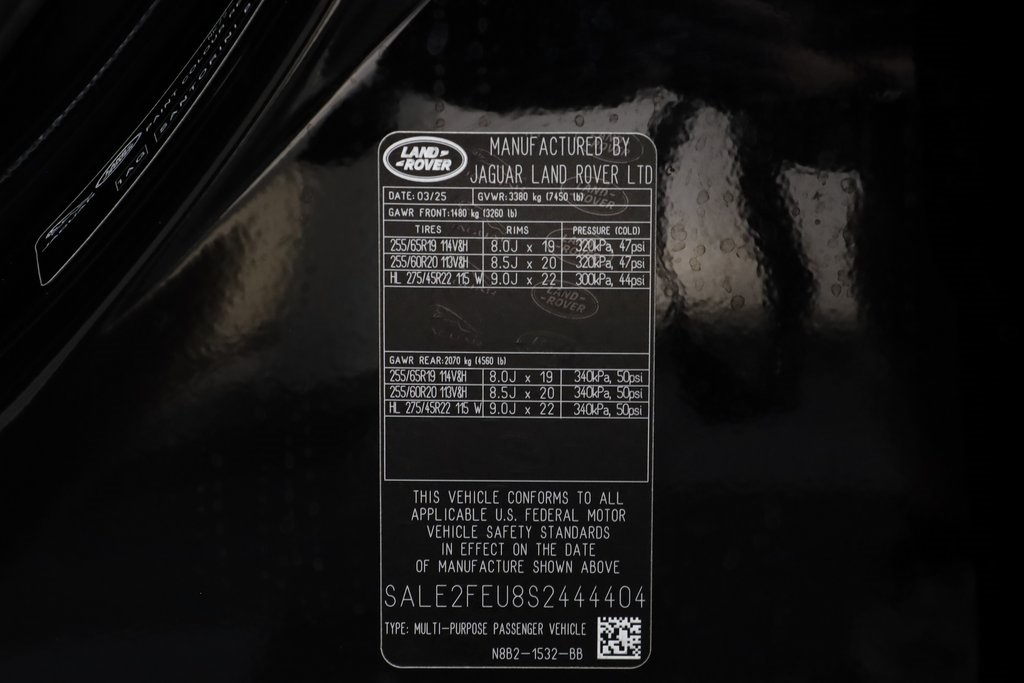 PAINT COLOUR
1AG
LAND-
-ROVER
MANUFACTURED BY
JAGUAR LAND ROVER LTD
DATE: 03/25 GVWR: 3380 kg (7450 lb)
GAWR FRONT: 1480 kg (3260 lb)
TIRES RIMS PRESSURE (COLD)
255/65R19 114V&H 8.0J x 19 320kPa, 47psi
255/60R20 113V&H 8.5J x 20 320kPa, 47psi
HL 275/45R22 115 W 9.0J x 22 300kPa, 44psi
GAWR REAR: 2070 kg (4560 lb)
255/65R19 114V&H 8.0J x 19 340kPa, 50psi
255/60R20 113V&H 8.5J x 20 340kPa, 50psi
HL 275/45R22 115 W 9.0J x 22 340kPa, 50psi
THIS VEHICLE CONFORMS TO ALL
APPLICABLE U.S. FEDERAL MOTOR
VEHICLE SAFETY STANDARDS
IN EFFECT ON THE DATE
OF MANUFACTURE SHOWN ABOVE
SALE2FEU8S2444404
TYPE: MULTI-PURPOSE PASSENGER VEHICLE
N8B2-1532-BB